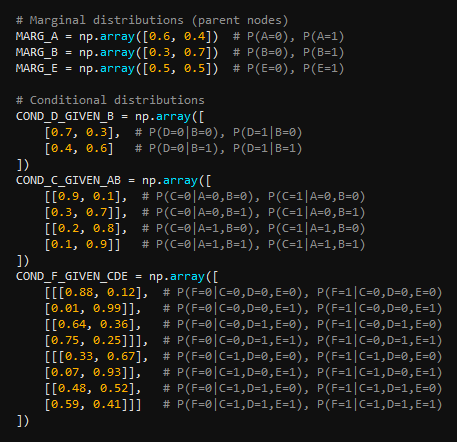 # Marginal distributions (parent nodes)
MARG_A = np.array([0.6, 0.4])  # P(A=0), P(A=1)
MARG_B = np.array([0.3, 0.7])  # P(B=0), P(B=1)
MARG_E = np.array([0.5, 0.5])  # P(E=0), P(E=1)

# Conditional distributions
COND_D_GIVEN_B = np.array([
    [0.7, 0.3],  # P(D=0|B=0), P(D=1|B=0)
    [0.4, 0.6]   # P(D=0|B=1), P(D=1|B=1)
])
COND_C_GIVEN_AB = np.array([
    [[0.9, 0.1],  # P(C=0|A=0,B=0), P(C=1|A=0,B=0)
    [0.3, 0.7]],  # P(C=0|A=0,B=1), P(C=1|A=0,B=1)
    [[0.2, 0.8],  # P(C=0|A=1,B=0), P(C=1|A=1,B=0)
    [0.1, 0.9]]   # P(C=0|A=1,B=1), P(C=1|A=1,B=1)
])
COND_F_GIVEN_CDE = np.array([
    [[[0.88, 0.12],  # P(F=0|C=0,D=0,E=0), P(F=1|C=0,D=0,E=0)
    [0.01, 0.99]],   # P(F=0|C=0,D=0,E=1), P(F=1|C=0,D=0,E=1)
    [[0.64, 0.36],   # P(F=0|C=0,D=1,E=0), P(F=1|C=0,D=1,E=0)
    [0.75, 0.25]]],  # P(F=0|C=0,D=1,E=1), P(F=1|C=0,D=1,E=1)
    [[[0.33, 0.67],  # P(F=0|C=1,D=0,E=0), P(F=1|C=1,D=0,E=0)
    [0.07, 0.93]],   # P(F=0|C=1,D=0,E=1), P(F=1|C=1,D=0,E=1)
    [[0.48, 0.52],   # P(F=0|C=1,D=1,E=0), P(F=1|C=1,D=1,E=0)
    [0.59, 0.41]]]   # P(F=0|C=1,D=1,E=1), P(F=1|C=1,D=1,E=1)
])